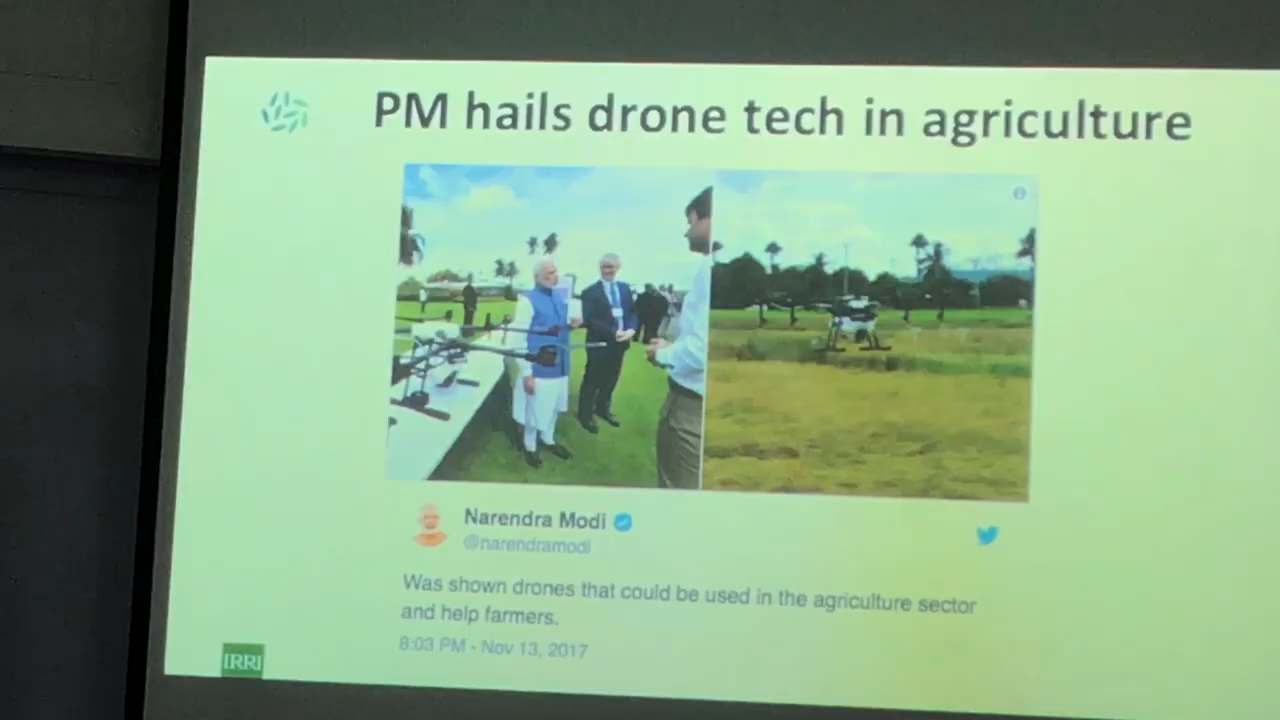 PM hails drone tech in agriculture
Narendra Modi
@narendramodi
Was shown drones that could be used in the agriculture sector
and help farmers.
8:03 PM - Nov 13, 2017
IRRI